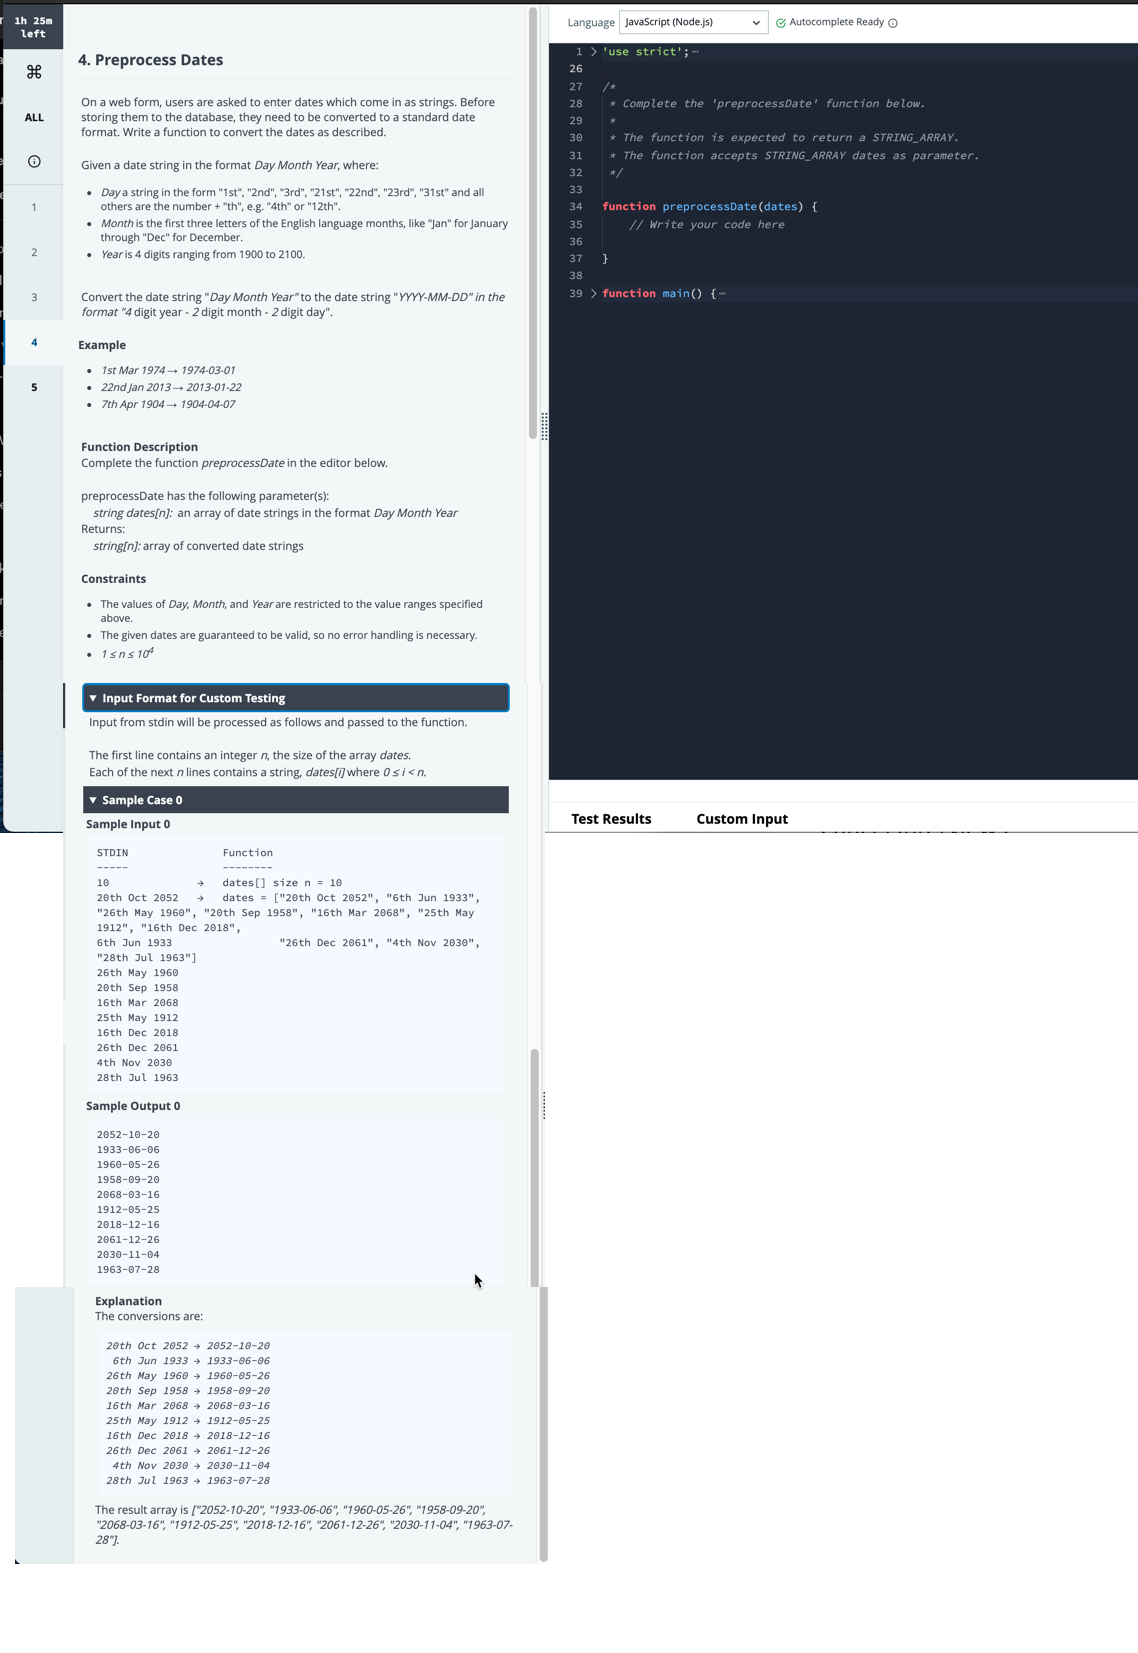 1h 25m
left
ALL
1
2
3
4
5
4. Preprocess Dates
On a web form, users are asked to enter dates which come in as strings. Before
storing them to the database, they need to be converted to a standard date
format. Write a function to convert the dates as described.
Given a date string in the format Day Month Year, where:
• Day a string in the form "1st", "2nd", "3rd", "21st", "22nd", "23rd", "31st" and all
others are the number + "th", e.g. "4th" or "12th".
• Month is the first three letters of the English language months, like "Jan" for January
through "Dec" for December.
• Year is 4 digits ranging from 1900 to 2100.
Convert the date string "Day Month Year" to the date string "YYYY-MM-DD" in the
format "4 digit year - 2 digit month - 2 digit day".
Example
• 1st Mar 1974 → 1974-03-01
• 22nd Jan 2013 → 2013-01-22
• 7th Apr 1904 → 1904-04-07
Function Description
Complete the function preprocessDate in the editor below.
preprocessDate has the following parameter(s):
string dates[n]: an array of date strings in the format Day Month Year
Returns:
string[n]: array of converted date strings
Constraints
• The values of Day, Month, and Year are restricted to the value ranges specified
above.
• The given dates are guaranteed to be valid, so no error handling is necessary.
• 1 ≤ n ≤ 10⁴
▼ Input Format for Custom Testing
Input from stdin will be processed as follows and passed to the function.
The first line contains an integer n, the size of the array dates.
Each of the next n lines contains a string, dates[i] where 0 ≤ i < n.
▼ Sample Case 0
Sample Input 0
STDIN Function
----- --------
10 → dates[] size n = 10
20th Oct 2052 → dates = ["20th Oct 2052", "6th Jun 1933",
"26th May 1960", "20th Sep 1958", "16th Mar 2068", "25th May
1912", "16th Dec 2018",
6th Jun 1933 "26th Dec 2061", "4th Nov 2030",
"28th Jul 1963"]
26th May 1960
20th Sep 1958
16th Mar 2068
25th May 1912
16th Dec 2018
26th Dec 2061
4th Nov 2030
28th Jul 1963
Sample Output 0
2052-10-20
1933-06-06
1960-05-26
1958-09-20
2068-03-16
1912-05-25
2018-12-16
2061-12-26
2030-11-04
1963-07-28
Explanation
The conversions are:
20th Oct 2052 → 2052-10-20
6th Jun 1933 → 1933-06-06
26th May 1960 → 1960-05-26
20th Sep 1958 → 1958-09-20
16th Mar 2068 → 2068-03-16
25th May 1912 → 1912-05-25
16th Dec 2018 → 2018-12-16
26th Dec 2061 → 2061-12-26
4th Nov 2030 → 2030-11-04
28th Jul 1963 → 1963-07-28
The result array is ["2052-10-20", "1933-06-06", "1960-05-26", "1958-09-20",
"2068-03-16", "1912-05-25", "2018-12-16", "2061-12-26", "2030-11-04", "1963-07-
28"].
Language JavaScript (Node.js) Autocomplete Ready
1 > 'use strict';
26
27 /*
28 * Complete the 'preprocessDate' function below.
29 *
30 * The function is expected to return a STRING_ARRAY.
31 * The function accepts STRING_ARRAY dates as parameter.
32 */
33
34 function preprocessDate(dates) {
35 // Write your code here
36
37 }
38
39 > function main() {
Test Results Custom Input